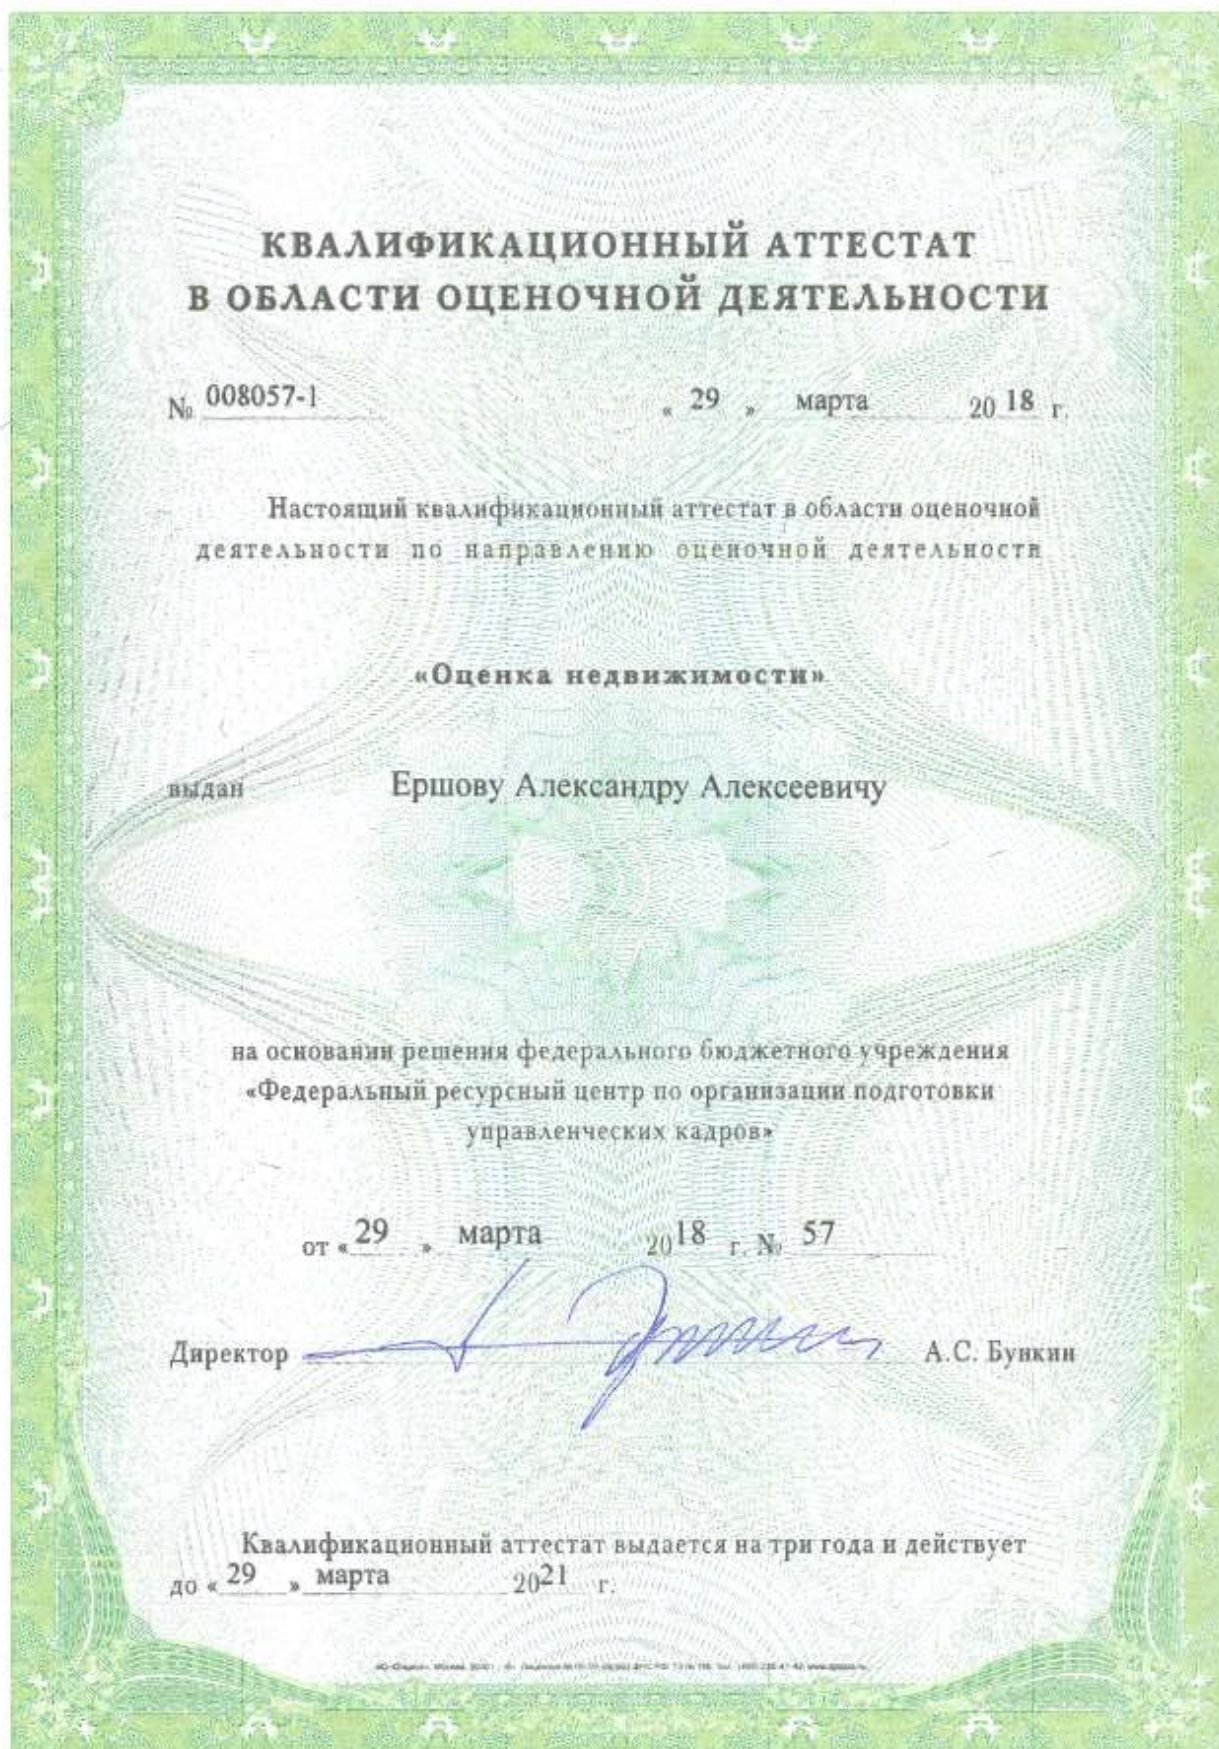 КВАЛИФИКАЦИОННЫЙ АТТЕСТАТ
В ОБЛАСТИ ОЦЕНОЧНОЙ ДЕЯТЕЛЬНОСТИ
№ 008057-1 « 29 » марта 20 18 г.
Настоящий квалификационный аттестат в области оценочной
деятельности по направлению оценочной деятельности
«Оценка недвижимости»
выдан Ершову Александру Алексеевичу
на основании решения федерального бюджетного учреждения
«Федеральный ресурсный центр по организации подготовки
управленческих кадров»
от « 29 » марта 2018 г. № 57
Директор А.С. Бункин
Квалификационный аттестат выдается на три года и действует
до « 29 » марта 2021 г.